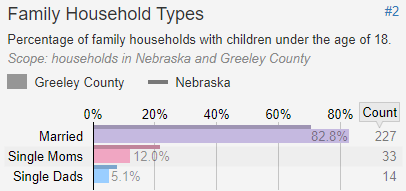 Family Household Types #2
Percentage of family households with children under the age of 18.
Scope: households in Nebraska and Greeley County
Greeley County Nebraska
0% 20% 40% 60% 80% Count
Married 82.8% 227
Single Moms 12.0% 33
Single Dads 5.1% 14